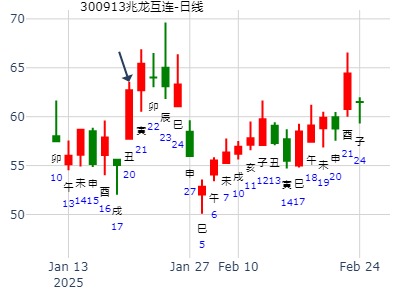 300913兆龙互连-日线
70
65
60
55
50
卯
10
午
13
未
14
申
15
酉
16
戌
17
丑
20
寅
21
卯
22
辰
23
巳
24
申
27
巳
5
午
6
未
7
戌
10
亥
11
子
12
丑
13
寅
14
巳
17
午
18
未
19
申
20
酉
21
子
24
Jan 13
2025
Jan 27
Feb 10
Feb 24